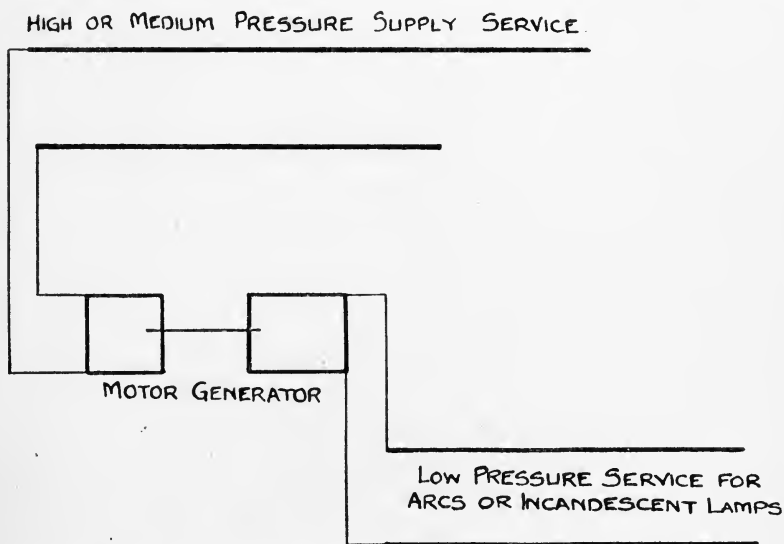 HIGH OR MEDIUM PRESSURE SUPPLY SERVICE.
MOTOR GENERATOR
LOW PRESSURE SERVICE FOR
ARCS OR INCANDESCENT LAMPS